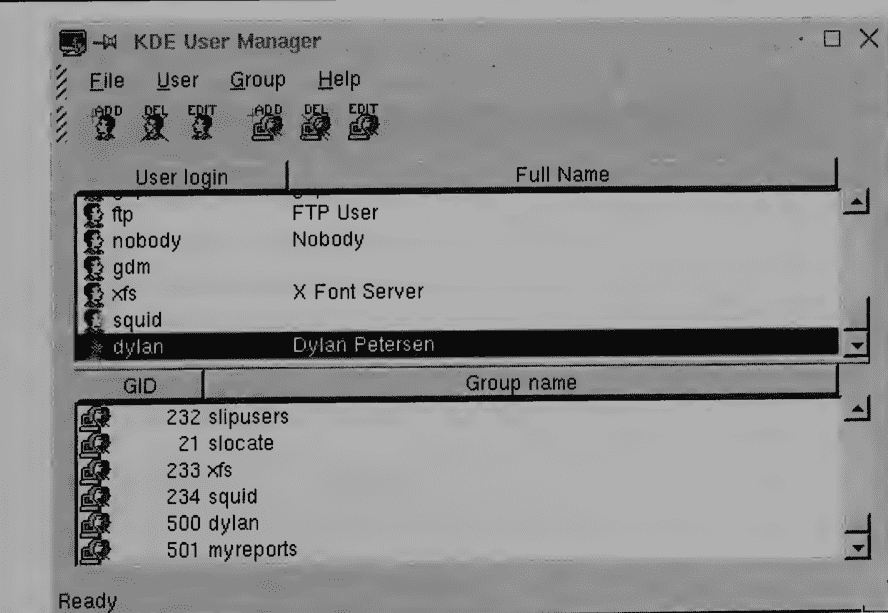 KDE User Manager
File User Group Help
ADD DEL EDIT ADD DEL EDIT
User login Full Name
ftp FTP User
nobody Nobody
gdm
xfs X Font Server
squid
dylan Dylan Petersen
GID Group name
232 slipusers
21 slocate
233 xfs
234 squid
500 dylan
501 myreports
Ready